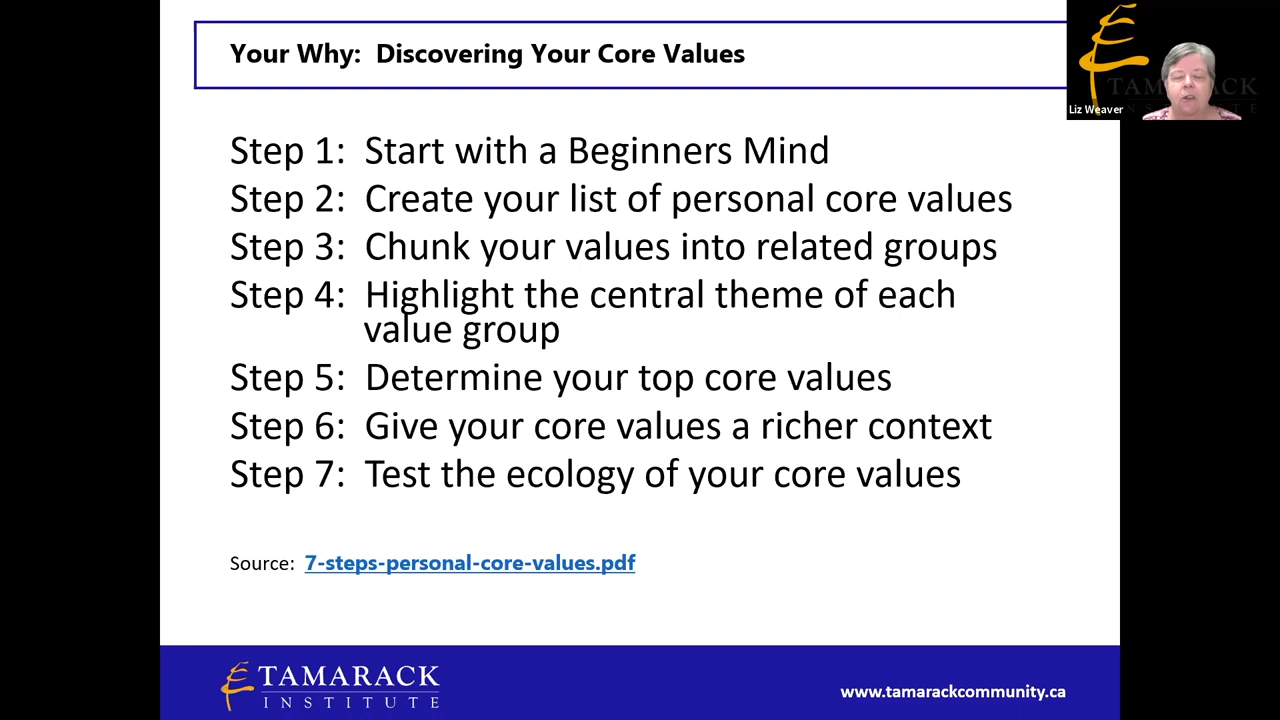 Your Why: Discovering Your Core Values
TAMARACK
INSTITUTE
Liz Weaver
Step 1: Start with a Beginners Mind
Step 2: Create your list of personal core values
Step 3: Chunk your values into related groups
Step 4: Highlight the central theme of each
value group
Step 5: Determine your top core values
Step 6: Give your core values a richer context
Step 7: Test the ecology of your core values
Source: 7-steps-personal-core-values.pdf
TAMARACK
INSTITUTE
www.tamarackcommunity.ca